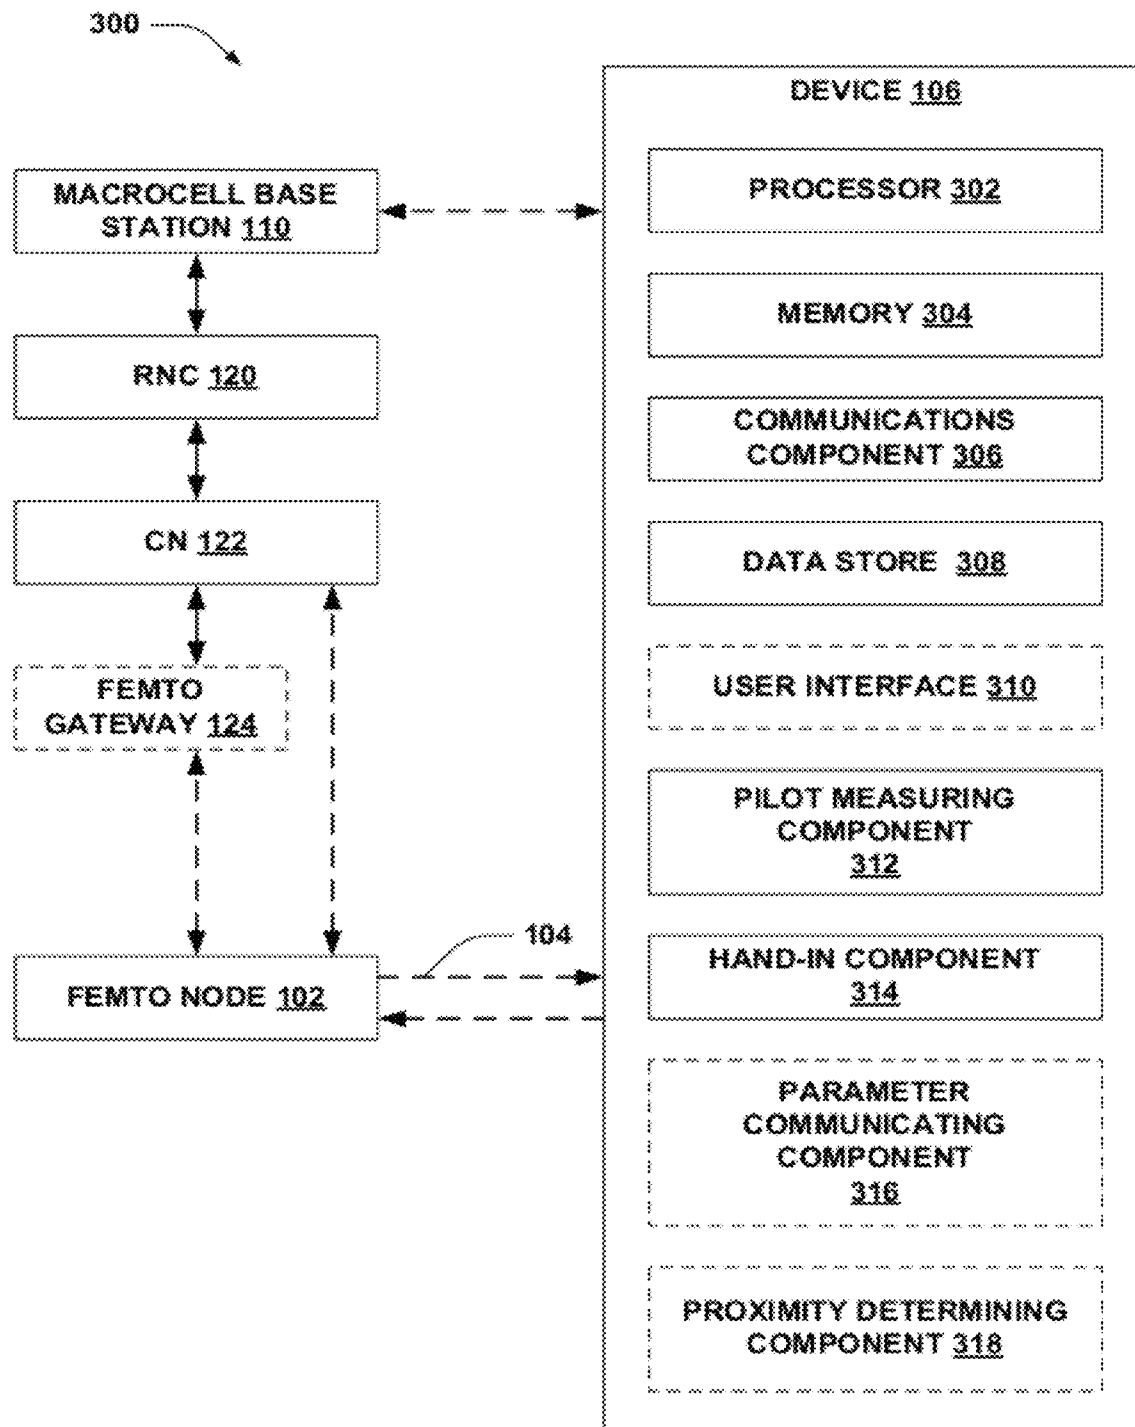 300
DEVICE 106
MACROCELL BASE
STATION 110
PROCESSOR 302
MEMORY 304
RNC 120
COMMUNICATIONS
COMPONENT 306
CN 122
DATA STORE 308
FEMTO
GATEWAY 124
USER INTERFACE 310
PILOT MEASURING
COMPONENT
312
104
FEMTO NODE 102
HAND-IN COMPONENT
314
PARAMETER
COMMUNICATING
COMPONENT
316
PROXIMITY DETERMINING
COMPONENT 318